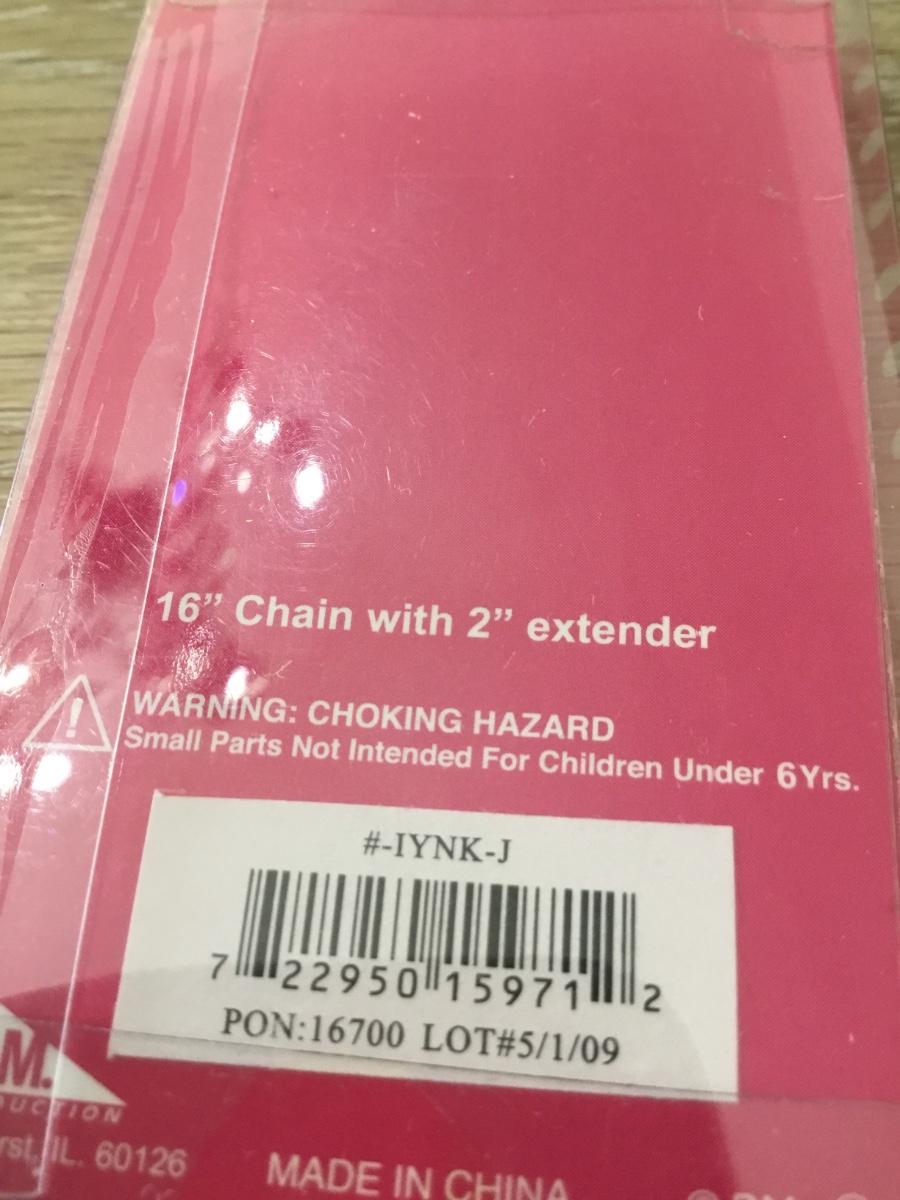 16” Chain with 2” extender
WARNING: CHOKING HAZARD
Small Parts Not Intended For Children Under 6Yrs.
#-IYNK-J
7 22950 15971 2
PON:16700 LOT#5/1/09
M.
IL. 60126
MADE IN CHINA